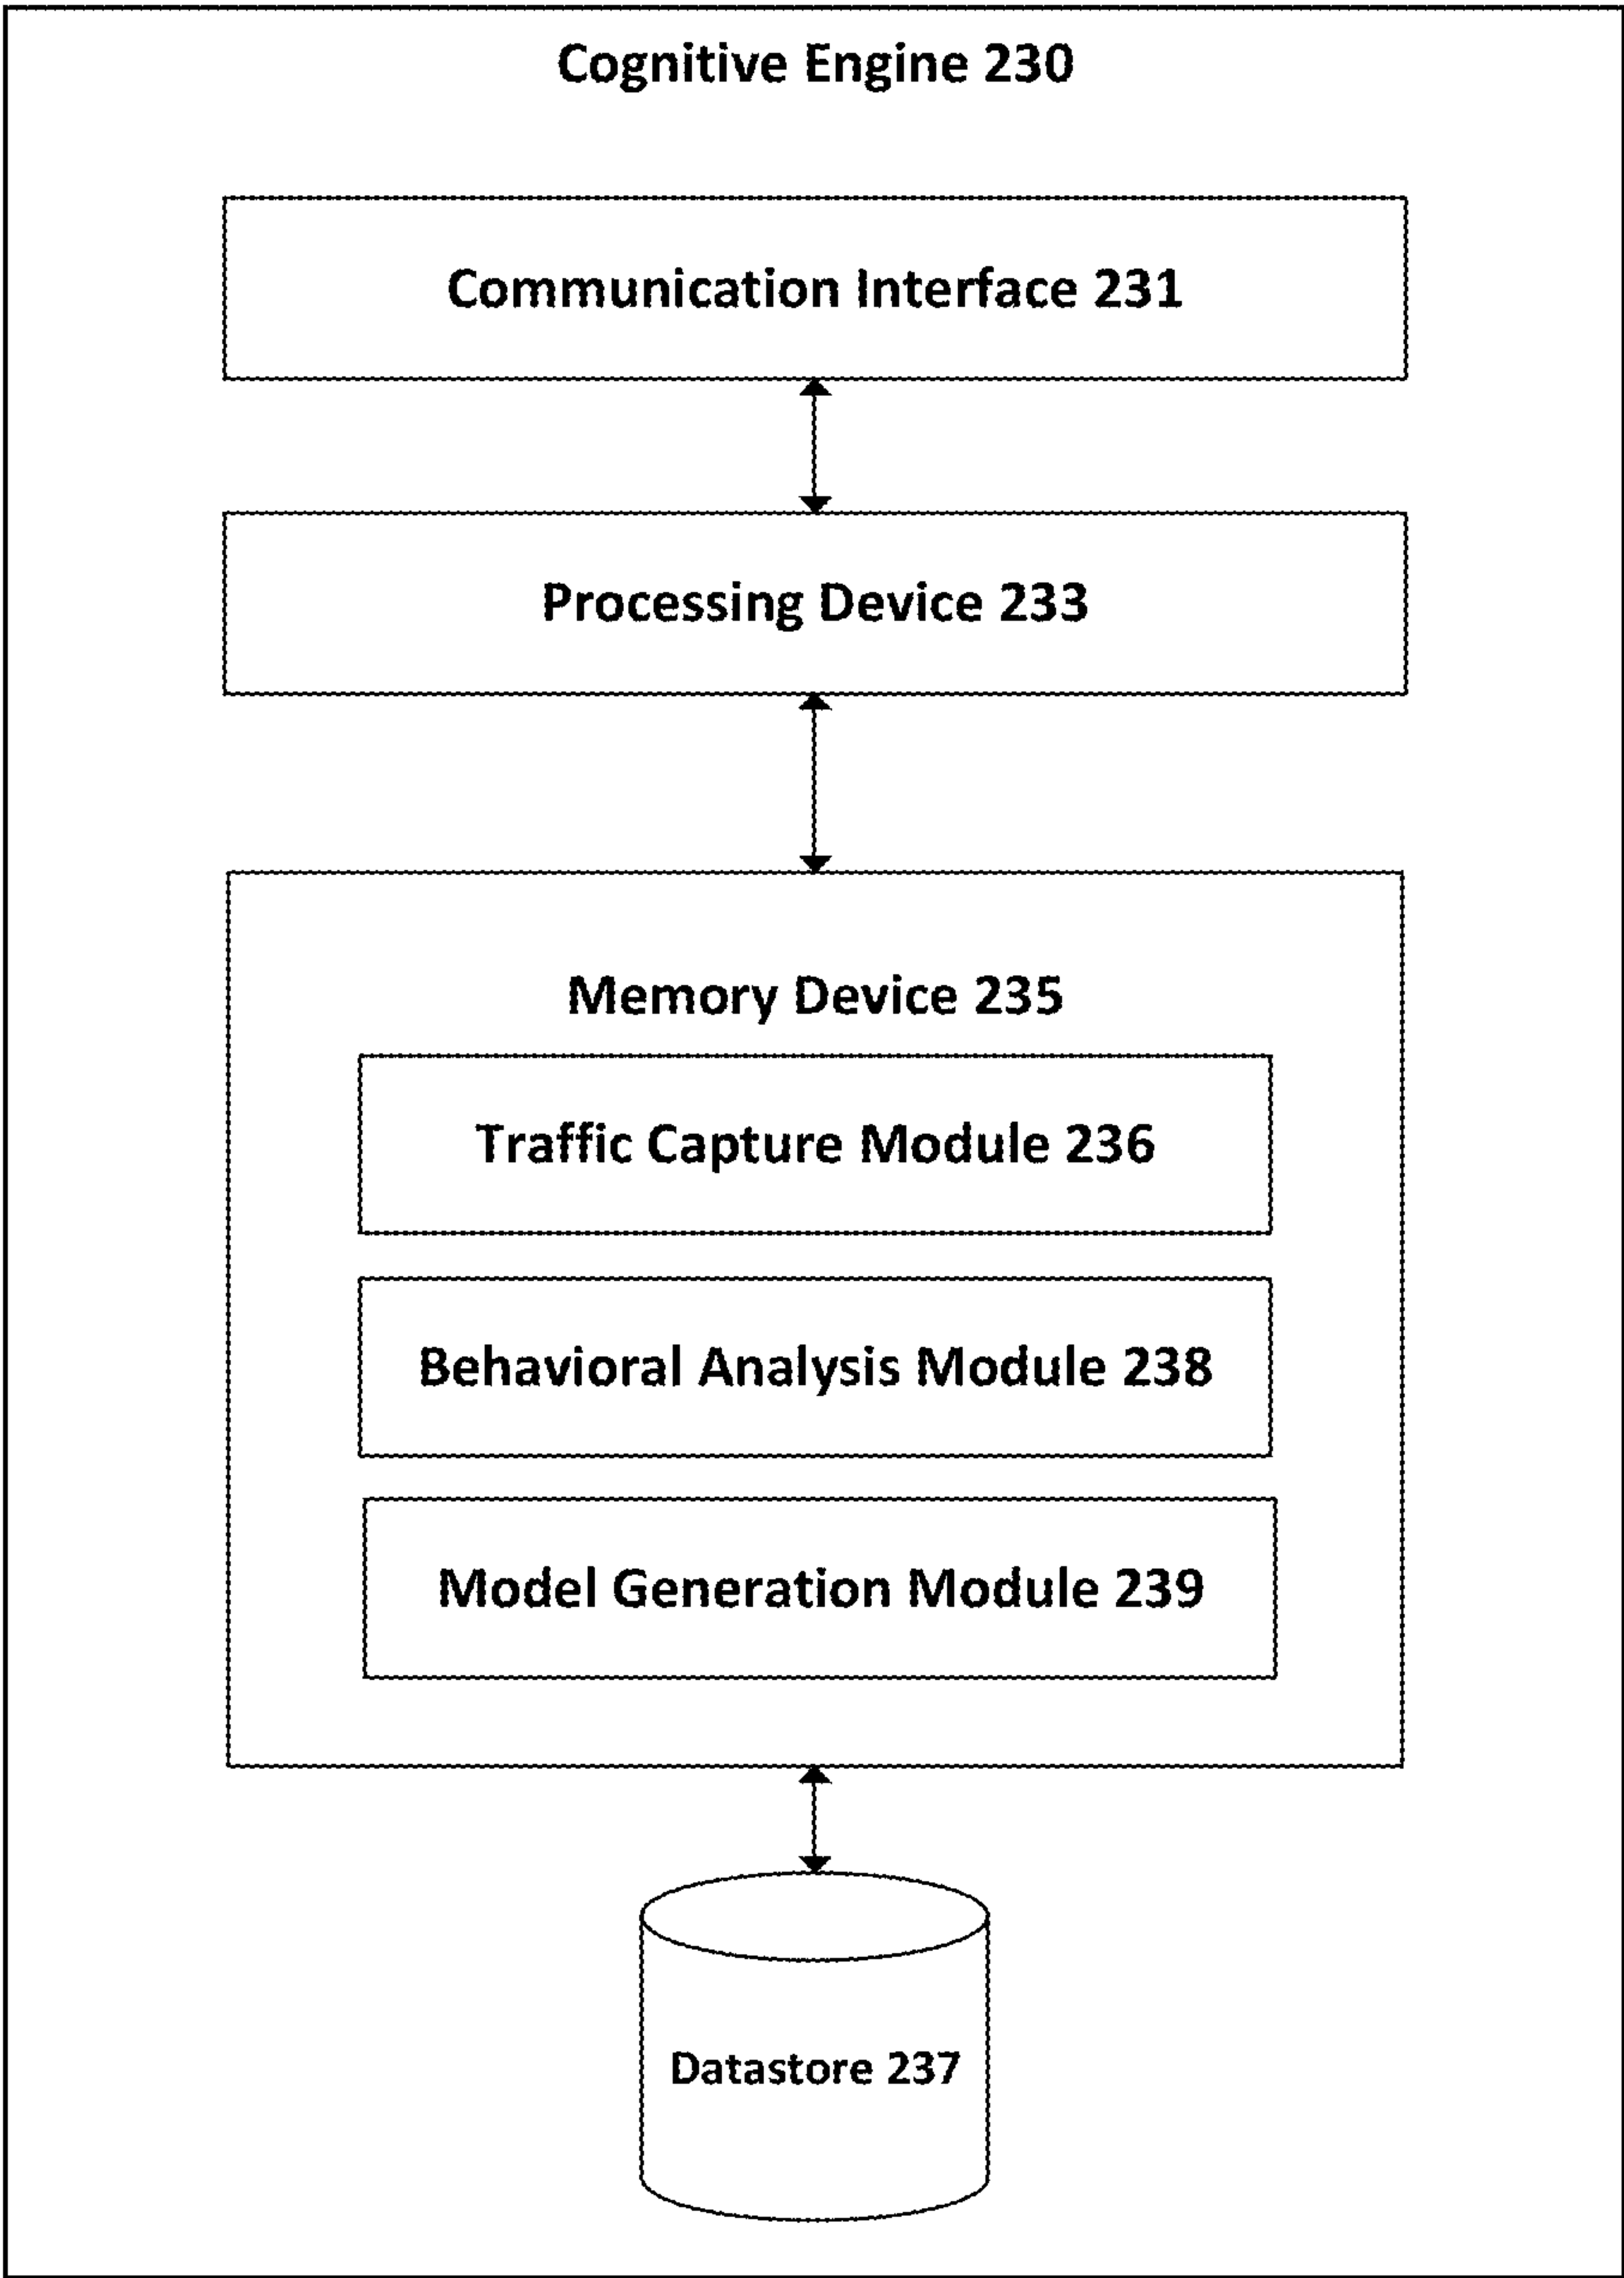 Cognitive Engine 230
Communication Interface 231
Processing Device 233
Memory Device 235
Traffic Capture Module 236
Behavioral Analysis Module 238
Model Generation Module 239
Datastore 237